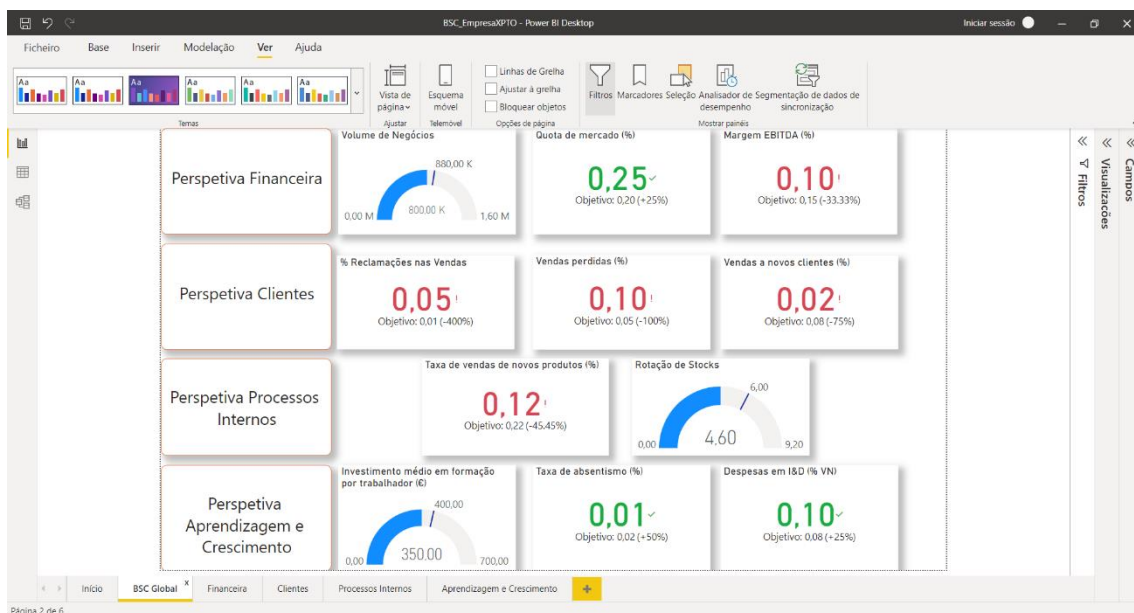 BSC_EmpresaXPTO - Power BI Desktop
Iniciar sessão
Ficheiro Base Inserir Modelação Ver Ajuda
Aa Aa Aa Aa Aa Aa
Vista de página
Esquema móvel
Linhas de Grelha
Ajustar à grelha
Bloquear objetos
Filtros Marcadores Seleção Analisador de desempenho Segmentação de dados de sincronização
Temas Ajustar Telemóvel Opções de página Mostrar painéis
Perspetiva Financeira
Volume de Negócios
880,00 K
0,00 M
800,00 K
1,60 M
Quota de mercado (%)
0,25
Objetivo: 0,20 (+25%)
Margem EBITDA (%)
0,10!
Objetivo: 0,15 (-33.33%)
Perspetiva Clientes
% Reclamações nas Vendas
0,05!
Objetivo: 0,01 (-400%)
Vendas perdidas (%)
0,10!
Objetivo: 0,05 (-100%)
Vendas a novos clientes (%)
0,02!
Objetivo: 0,08 (-75%)
Perspetiva Processos
Internos
Taxa de vendas de novos produtos (%)
0,12!
Objetivo: 0,22 (-45.45%)
Rotação de Stocks
6,00
0,00
4,60
9,20
Perspetiva
Aprendizagem e
Crescimento
Investimento médio em formação
por trabalhador (€)
400,00
0,00
350,00
700,00
Taxa de absentismo (%)
0,01
Objetivo: 0,02 (+50%)
Despesas em I&D (% VN)
0,10
Objetivo: 0,08 (+25%)
Filtros
Visualizações
Campos
Início BSC Global x Financeira Clientes Processos Internos Aprendizagem e Crescimento +
Página 2 de 6